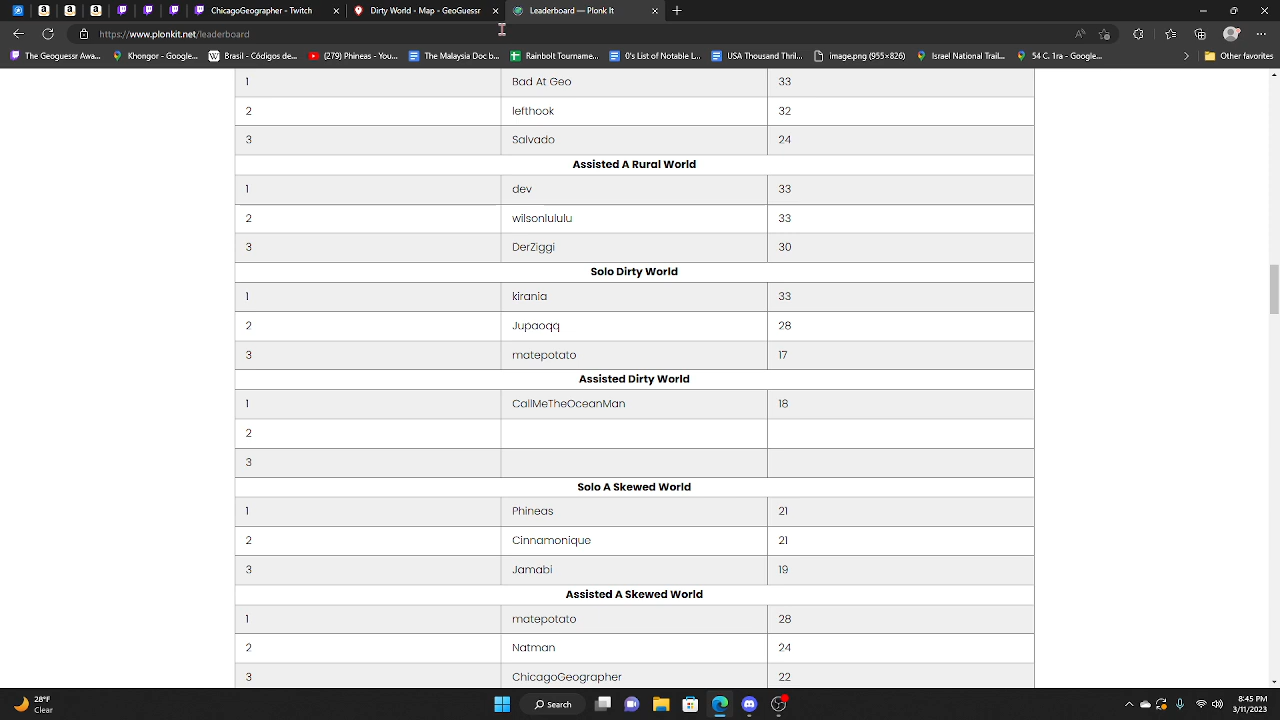 ChicagoGeographer - Twitch
Dirty World - Map - GeoGuessr
Leaderboard — Plonk It
https://www.plonkit.net/leaderboard
The Geoguessr Awa...
Khongor - Google...
Brasil - Códigos de...
(279) Phineas - You...
The Malaysia Doc b...
Rainbolt Tourname...
0's List of Notable L...
USA Thousand Thril...
image.png (955×826)
Israel National Trail...
54 C. 1ra - Google...
Other favorites
1 Bad At Geo 33
2 lefthook 32
3 Salvado 24
Assisted A Rural World
1 dev 33
2 wilsonlululu 33
3 DerZiggi 30
Solo Dirty World
1 kirania 33
2 Jupaoqq 28
3 matepotato 17
Assisted Dirty World
1 CallMeTheOceanMan 18
2
3
Solo A Skewed World
1 Phineas 21
2 Cinnamonique 21
3 Jamabi 19
Assisted A Skewed World
1 matepotato 28
2 Natman 24
3 ChicagoGeographer 22
28°F
Clear
Search
8:45 PM
3/11/2023